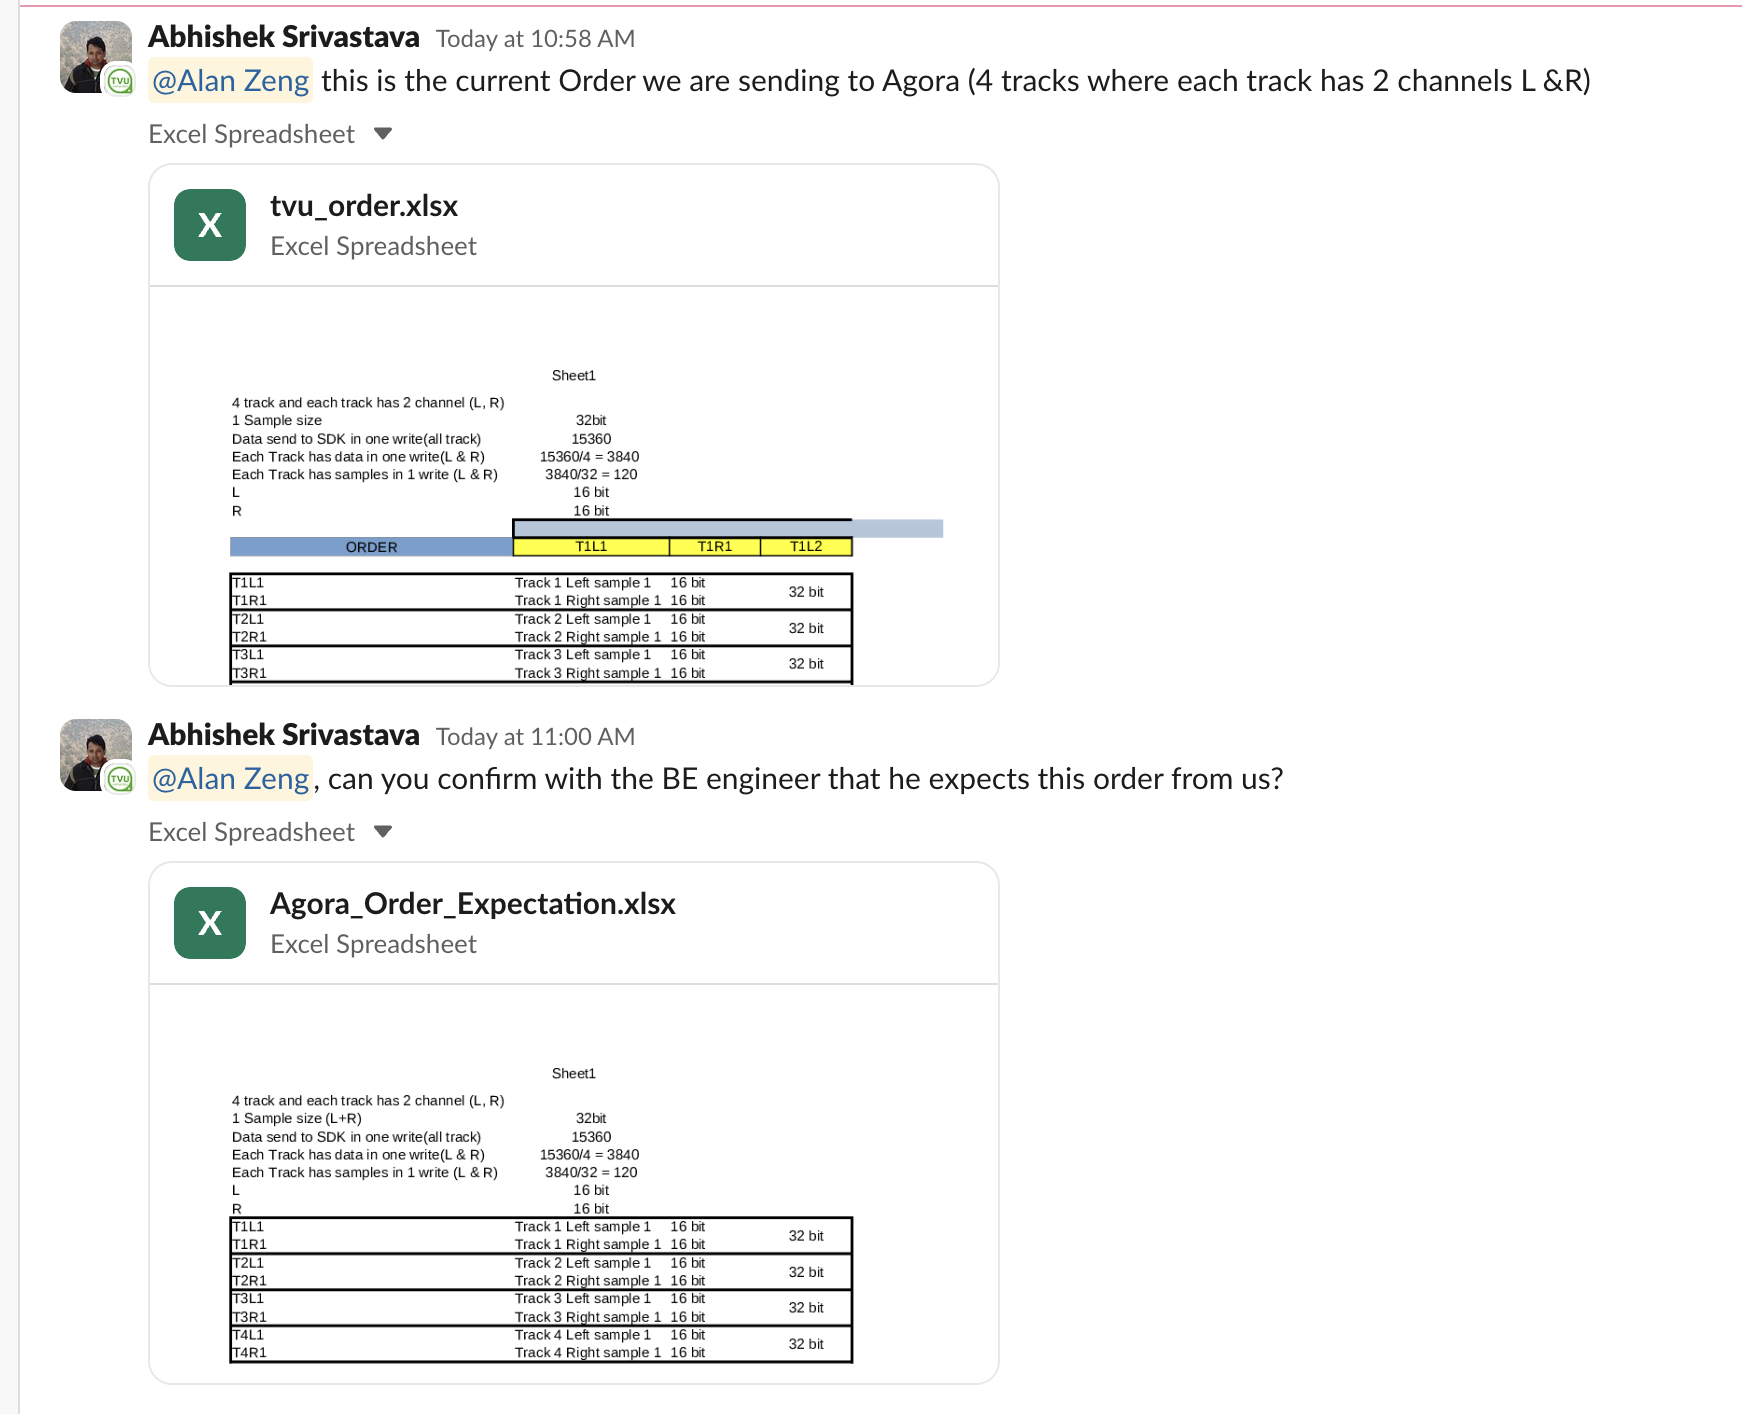 Abhishek Srivastava Today at 10:58 AM
@Alan Zeng this is the current Order we are sending to Agora (4 tracks where each track has 2 channels L &R)
Excel Spreadsheet
X
tvu_order.xlsx
Excel Spreadsheet
Sheet1
4 track and each track has 2 channel (L, R)
1 Sample size 32bit
Data send to SDK in one write(all track) 15360
Each Track has data in one write(L & R) 15360/4 = 3840
Each Track has samples in 1 write (L & R) 3840/32 = 120
L 16 bit
R 16 bit
ORDER T1L1 T1R1 T1L2
T1L1 Track 1 Left sample 1 16 bit 32 bit
T1R1 Track 1 Right sample 1 16 bit
T2L1 Track 2 Left sample 1 16 bit 32 bit
T2R1 Track 2 Right sample 1 16 bit
T3L1 Track 3 Left sample 1 16 bit 32 bit
T3R1 Track 3 Right sample 1 16 bit
TVU
Abhishek Srivastava Today at 11:00 AM
@Alan Zeng, can you confirm with the BE engineer that he expects this order from us?
TVU
Excel Spreadsheet
X
Agora_Order_Expectation.xlsx
Excel Spreadsheet
Sheet1
4 track and each track has 2 channel (L, R)
1 Sample size (L+R) 32bit
Data send to SDK in one write(all track) 15360
Each Track has data in one write(L & R) 15360/4 = 3840
Each Track has samples in 1 write (L & R) 3840/32 = 120
L 16 bit
R 16 bit
T1L1 Track 1 Left sample 1 16 bit 32 bit
T1R1 Track 1 Right sample 1 16 bit
T2L1 Track 2 Left sample 1 16 bit 32 bit
T2R1 Track 2 Right sample 1 16 bit
T3L1 Track 3 Left sample 1 16 bit 32 bit
T3R1 Track 3 Right sample 1 16 bit
T4L1 Track 4 Left sample 1 16 bit 32 bit
T4R1 Track 4 Right sample 1 16 bit